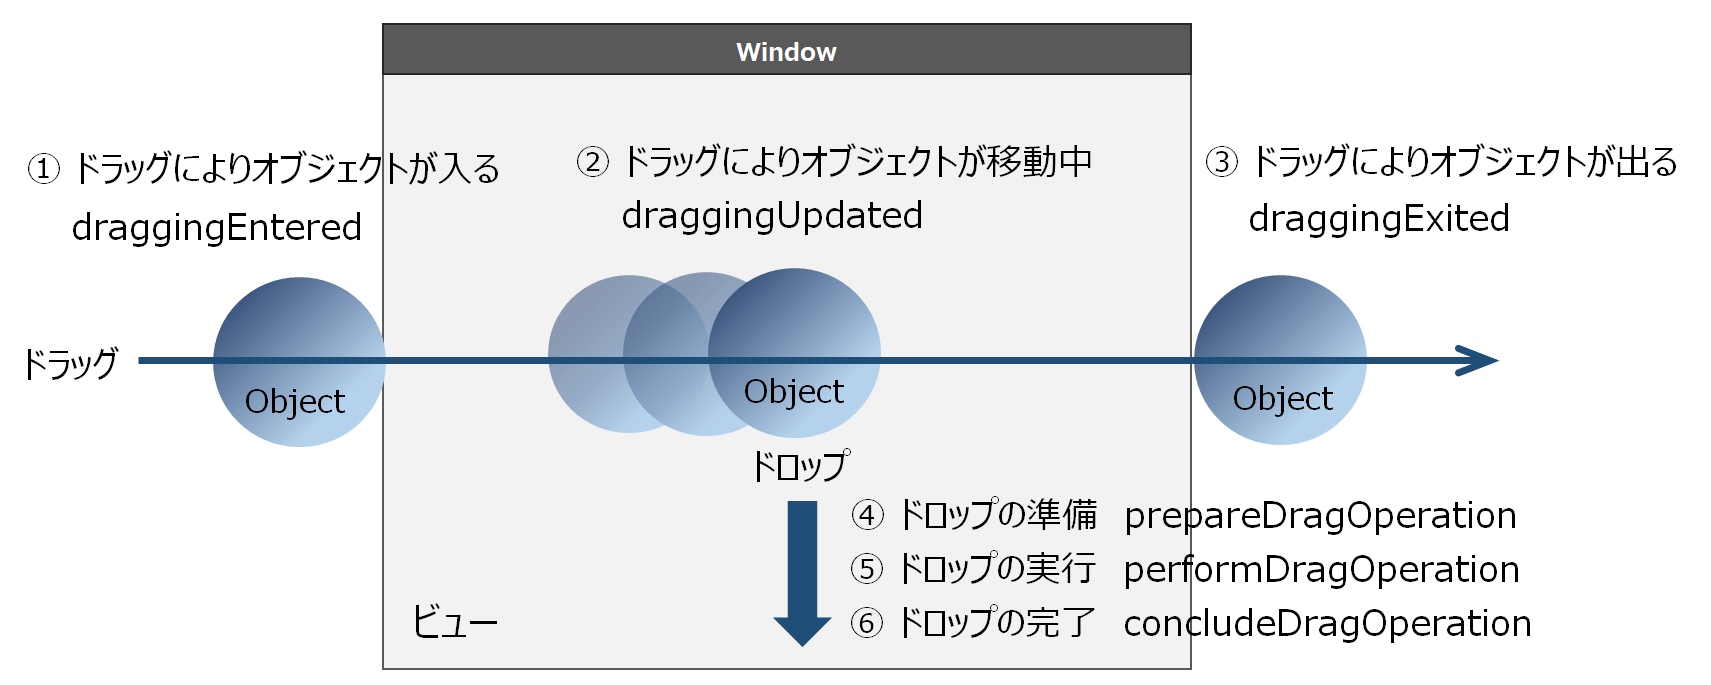 Window
① ドラッグによりオブジェクトが入る
draggingEntered
② ドラッグによりオブジェクトが移動中
draggingUpdated
③ ドラッグによりオブジェクトが出る
draggingExited
ドラッグ
Object
Object
Object
ドロップ
④ ドロップの準備 prepareDragOperation
⑤ ドロップの実行 performDragOperation
⑥ ドロップの完了 concludeDragOperation
ビュー